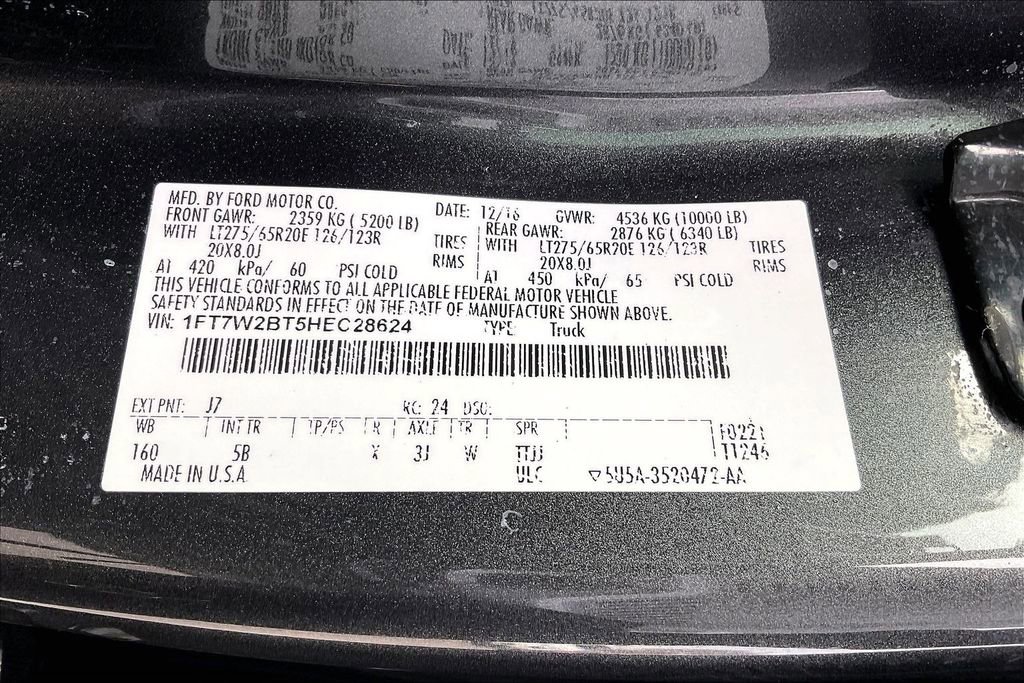 MFD. BY FORD MOTOR CO.
DATE: 12/16 GVWR: 4536 KG (10000 LB)
FRONT GAWR: 2359 KG ( 5200 LB) REAR GAWR: 2876 KG ( 6340 LB)
WITH LT275/65R20E 126/123R TIRES WITH LT275/65R20E 126/123R TIRES
20X8.0J RIMS 20X8.0J RIMS
AT 420 kPa/ 60 PSI COLD AT 450 kPa/ 65 PSI COLD
THIS VEHICLE CONFORMS TO ALL APPLICABLE FEDERAL MOTOR VEHICLE
SAFETY STANDARDS IN EFFECT ON THE DATE OF MANUFACTURE SHOWN ABOVE.
VIN: 1FT7W2BT5HEC28624 TYPE: Truck
EXT PNT: J7 RC: 24 DSO:
WB INT TR TP/PS R AXLE TR SPR F0221
160 5B X 3J W TTJJ T1246
MADE IN U.S.A. ULC ▽5U5A-3520472-AA